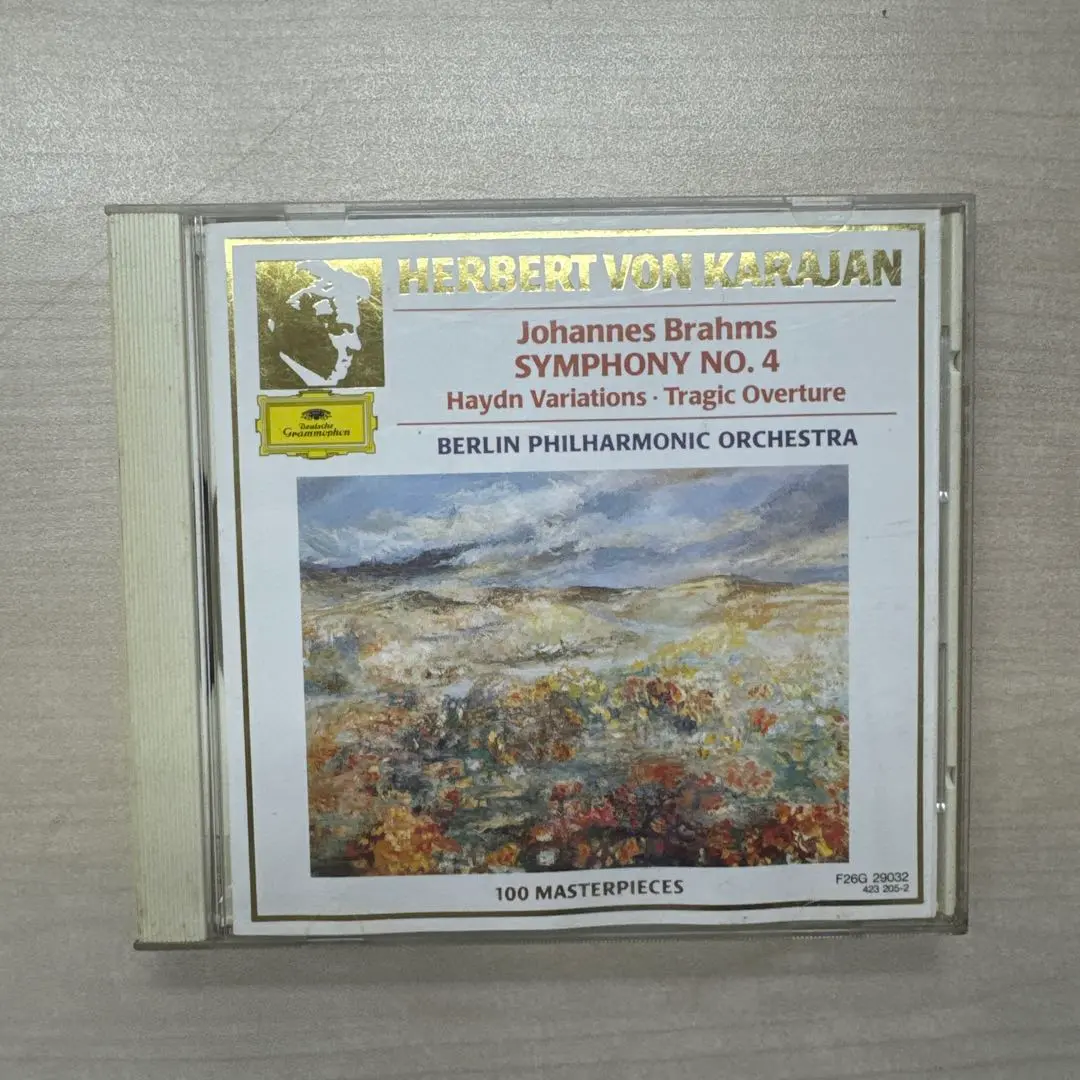 HERBERT VON KARAJAN
Johannes Brahms
SYMPHONY NO. 4
Haydn Variations · Tragic Overture
Deutsche
Grammophon
BERLIN PHILHARMONIC ORCHESTRA
100 MASTERPIECES
F26G 29032
423 205-2